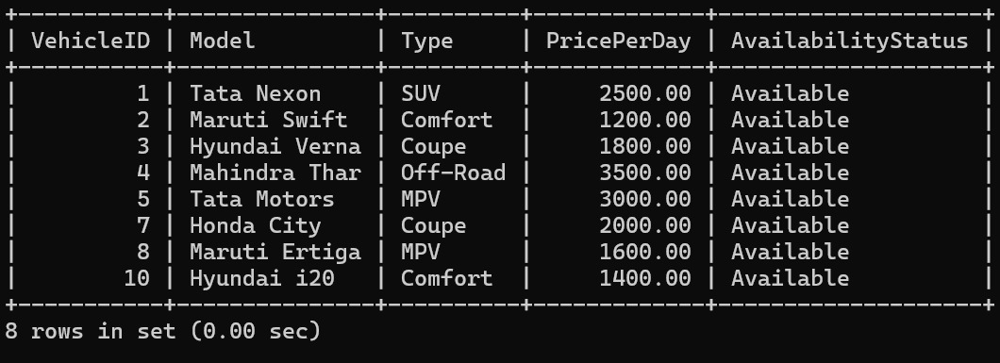 +-----------+---------------+----------+-------------+--------------------+
| VehicleID | Model         | Type     | PricePerDay | AvailabilityStatus |
+-----------+---------------+----------+-------------+--------------------+
|         1 | Tata Nexon    | SUV      |     2500.00 | Available          |
|         2 | Maruti Swift  | Comfort  |     1200.00 | Available          |
|         3 | Hyundai Verna | Coupe    |     1800.00 | Available          |
|         4 | Mahindra Thar | Off-Road |     3500.00 | Available          |
|         5 | Tata Motors   | MPV      |     3000.00 | Available          |
|         7 | Honda City    | Coupe    |     2000.00 | Available          |
|         8 | Maruti Ertiga | MPV      |     1600.00 | Available          |
|        10 | Hyundai i20   | Comfort  |     1400.00 | Available          |
+-----------+---------------+----------+-------------+--------------------+
8 rows in set (0.00 sec)